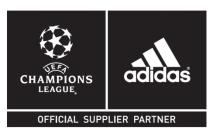 UEFA
CHAMPIONS
LEAGUE
adidas
OFFICIAL SUPPLIER PARTNER